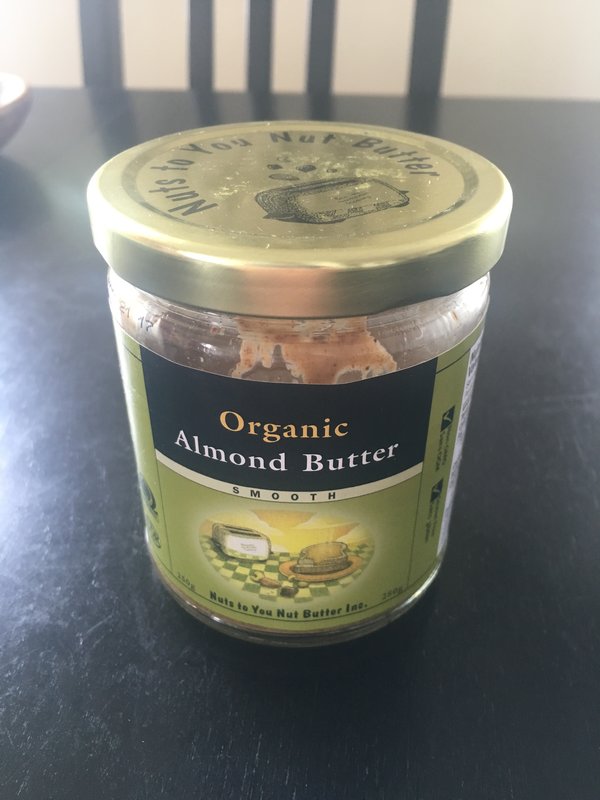 Nuts to You Nut Butter
Organic
Almond Butter
SMOOTH
Nuts to You Nut Butter Inc.